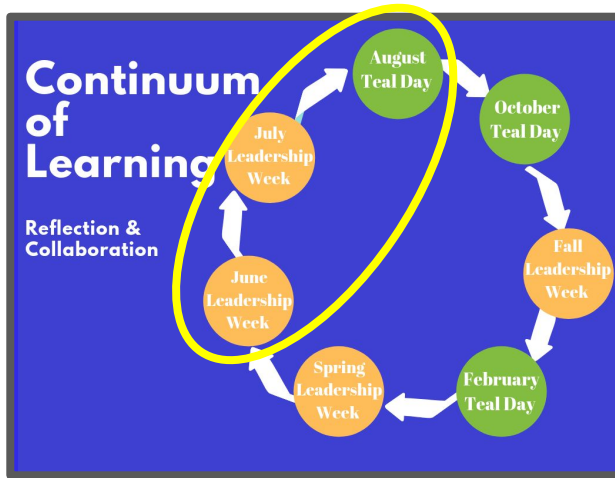 Continuum
of
Learning
Reflection &
Collaboration
August
Teal Day
October
Teal Day
Fall
Leadership
Week
February
Teal Day
Spring
Leadership
Week
June
Leadership
Week
July
Leadership
Week